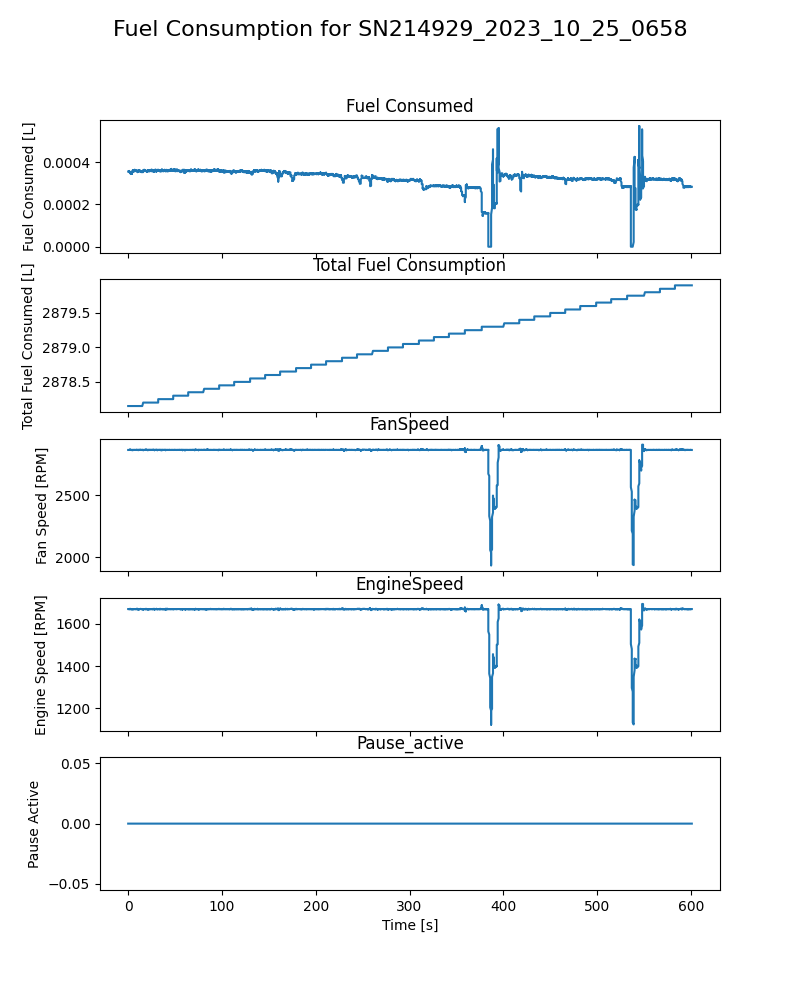 Fuel Consumption for SN214929_2023_10_25_0658
Fuel Consumed
Fuel Consumed [L]
0.0004
0.0002
0.0000
Total Fuel Consumption
Total Fuel Consumed [L]
2879.5
2879.0
2878.5
FanSpeed
Fan Speed [RPM]
2500
2000
EngineSpeed
Engine Speed [RPM]
1600
1400
1200
Pause_active
Pause Active
0.05
0.00
−0.05
0 100 200 300 400 500 600
Time [s]